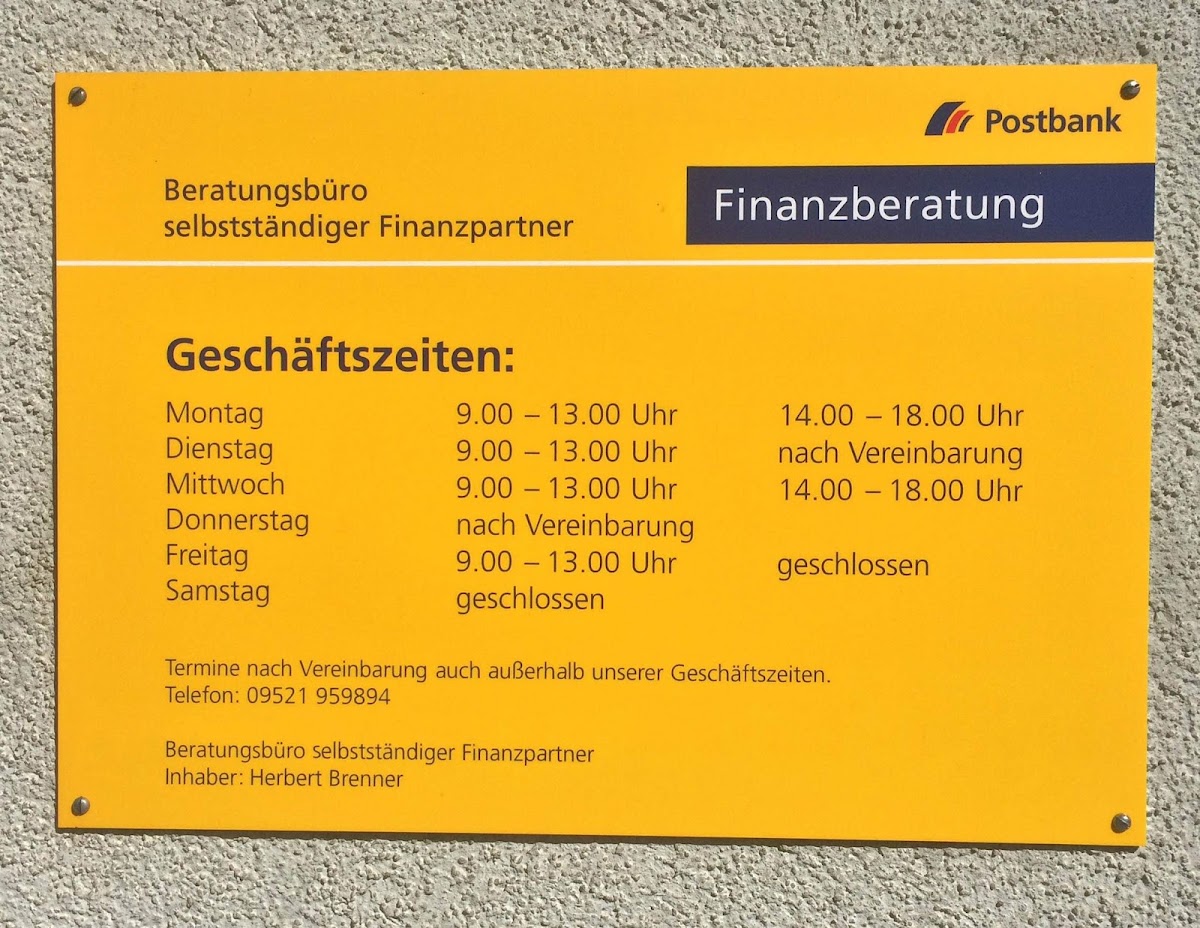 Postbank
Beratungsbüro
selbstständiger Finanzpartner
Finanzberatung
Geschäftszeiten:
Montag 9.00 – 13.00 Uhr 14.00 – 18.00 Uhr
Dienstag 9.00 – 13.00 Uhr nach Vereinbarung
Mittwoch 9.00 – 13.00 Uhr 14.00 – 18.00 Uhr
Donnerstag nach Vereinbarung
Freitag 9.00 – 13.00 Uhr geschlossen
Samstag geschlossen
Termine nach Vereinbarung auch außerhalb unserer Geschäftszeiten.
Telefon: 09521 959894
Beratungsbüro selbstständiger Finanzpartner
Inhaber: Herbert Brenner